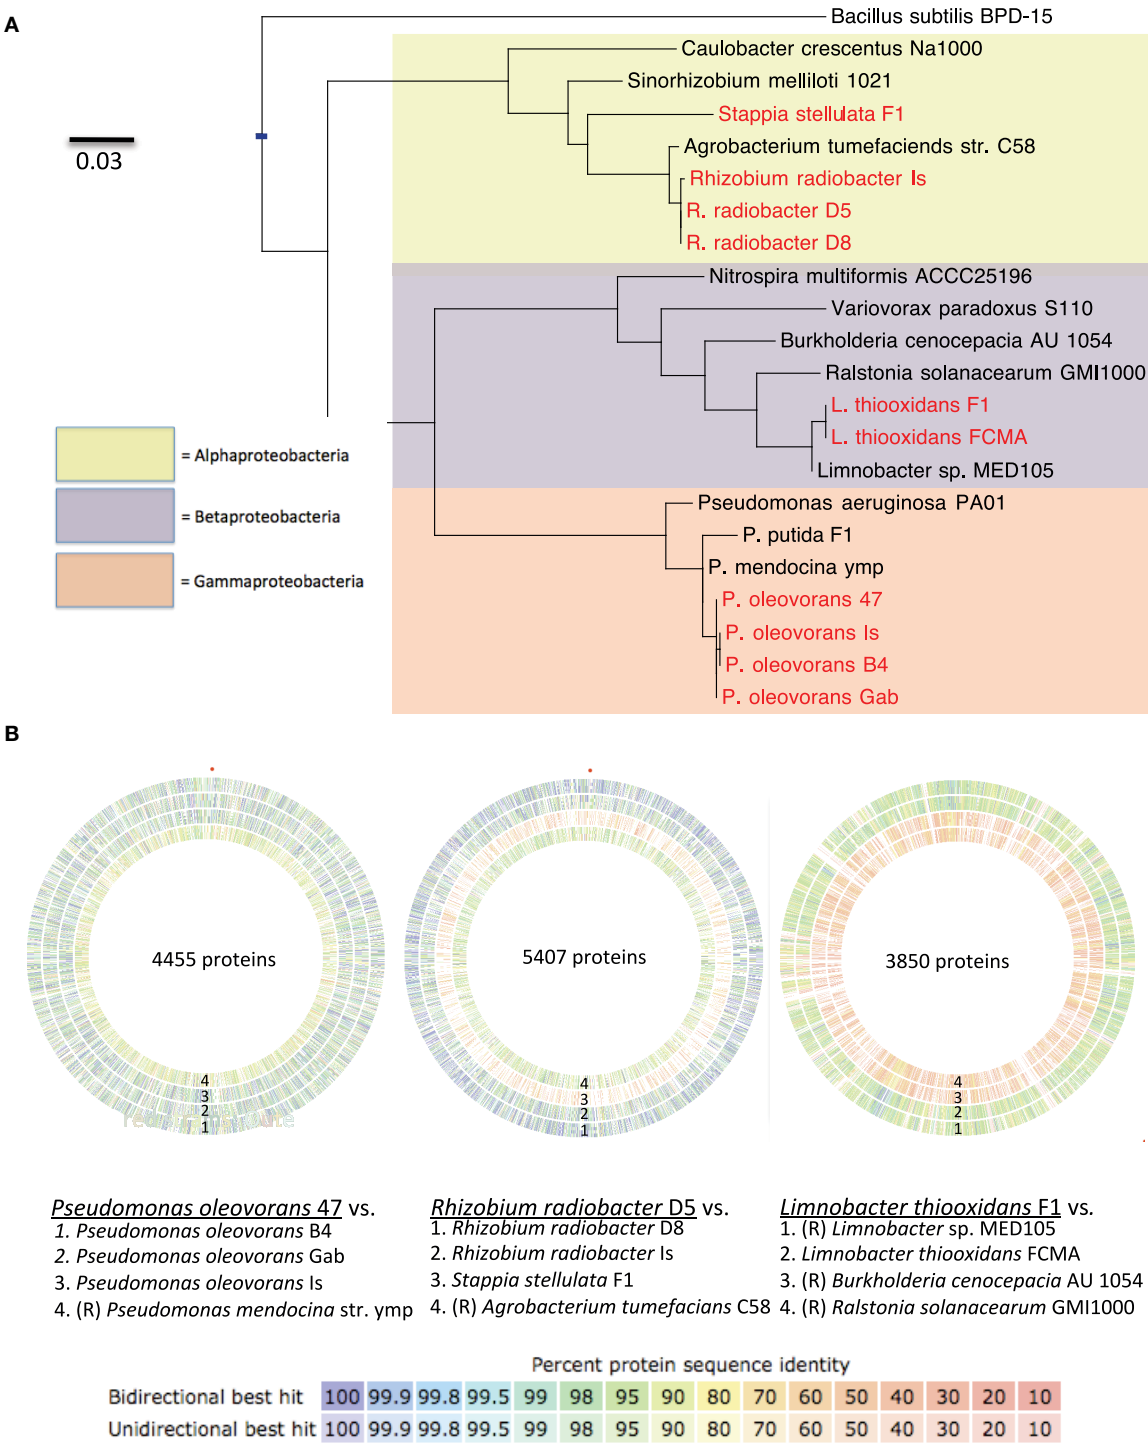 A
Bacillus subtilis BPD-15
Caulobacter crescentus Na1000
Sinorhizobium melliloti 1021
Stappia stellulata F1
0.03
Agrobacterium tumefaciends str. C58
Rhizobium radiobacter Is
R. radiobacter D5
R. radiobacter D8
Nitrospira multiformis ACCC25196
Variovorax paradoxus S110
Burkholderia cenocepacia AU 1054
Ralstonia solanacearum GMI1000
L. thiooxidans F1
L. thiooxidans FCMA
Limnobacter sp. MED105
= Alphaproteobacteria
= Betaproteobacteria
= Gammaproteobacteria
Pseudomonas aeruginosa PA01
P. putida F1
P. mendocina ymp
P. oleovorans 47
P. oleovorans Is
P. oleovorans B4
P. oleovorans Gab
B
4455 proteins
4
3
2
1
5407 proteins
4
3
2
1
3850 proteins
4
3
2
1
Pseudomonas oleovorans 47 vs.
1. Pseudomonas oleovorans B4
2. Pseudomonas oleovorans Gab
3. Pseudomonas oleovorans Is
4. (R) Pseudomonas mendocina str. ymp
Rhizobium radiobacter D5 vs.
1. Rhizobium radiobacter D8
2. Rhizobium radiobacter Is
3. Stappia stellulata F1
4. (R) Agrobacterium tumefacians C58
Limnobacter thiooxidans F1 vs.
1. (R) Limnobacter sp. MED105
2. Limnobacter thiooxidans FCMA
3. (R) Burkholderia cenocepacia AU 1054
4. (R) Ralstonia solanacearum GMI1000
Percent protein sequence identity
Bidirectional best hit 100 99.9 99.8 99.5 99 98 95 90 80 70 60 50 40 30 20 10
Unidirectional best hit 100 99.9 99.8 99.5 99 98 95 90 80 70 60 50 40 30 20 10